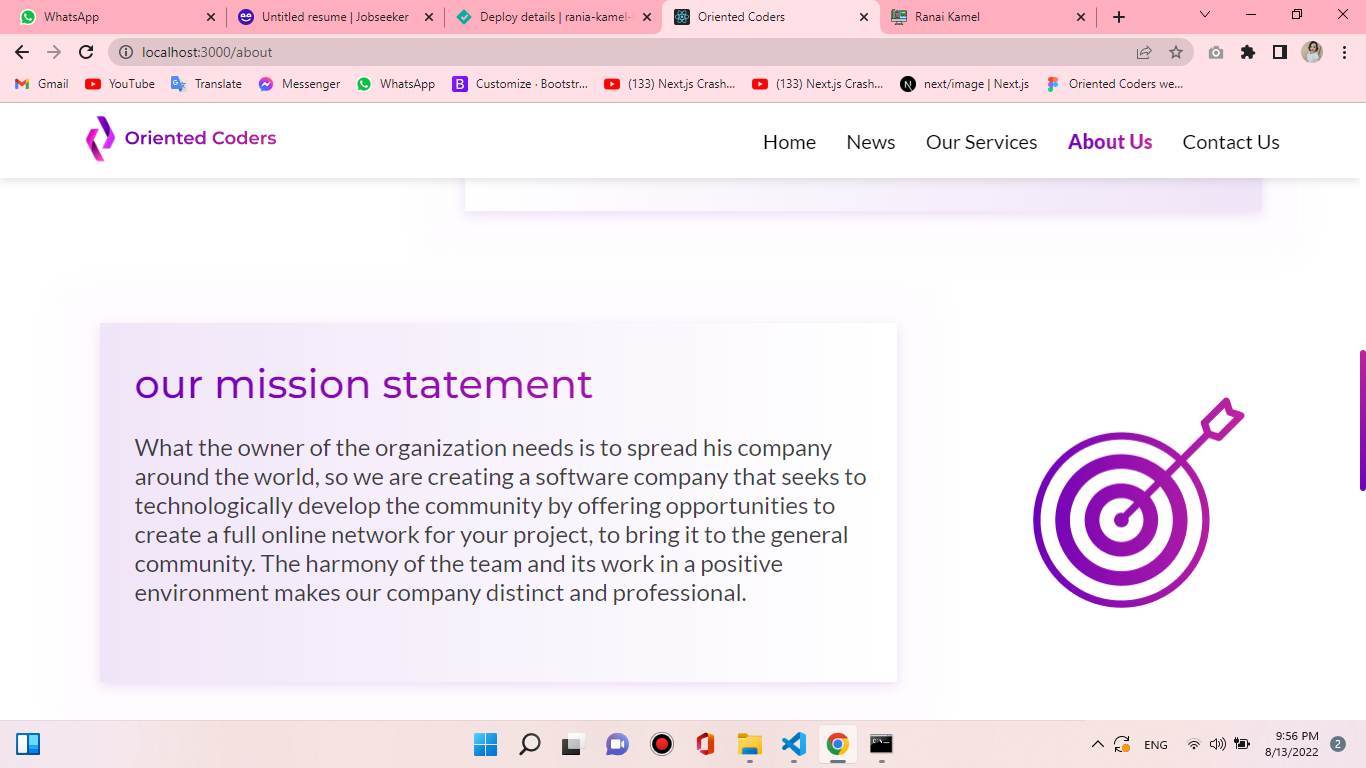 WhatsApp
Untitled resume | Jobseeker
Deploy details | rania-kamel-
Oriented Coders
Ranai Kamel
localhost:3000/about
Gmail
YouTube
Translate
Messenger
WhatsApp
Customize · Bootstr...
(133) Next.js Crash...
(133) Next.js Crash...
next/image | Next.js
Oriented Coders we...
Oriented Coders
Home
News
Our Services
About Us
Contact Us
our mission statement
What the owner of the organization needs is to spread his company
around the world, so we are creating a software company that seeks to
technologically develop the community by offering opportunities to
create a full online network for your project, to bring it to the general
community. The harmony of the team and its work in a positive
environment makes our company distinct and professional.
ENG
9:56 PM
8/13/2022
2